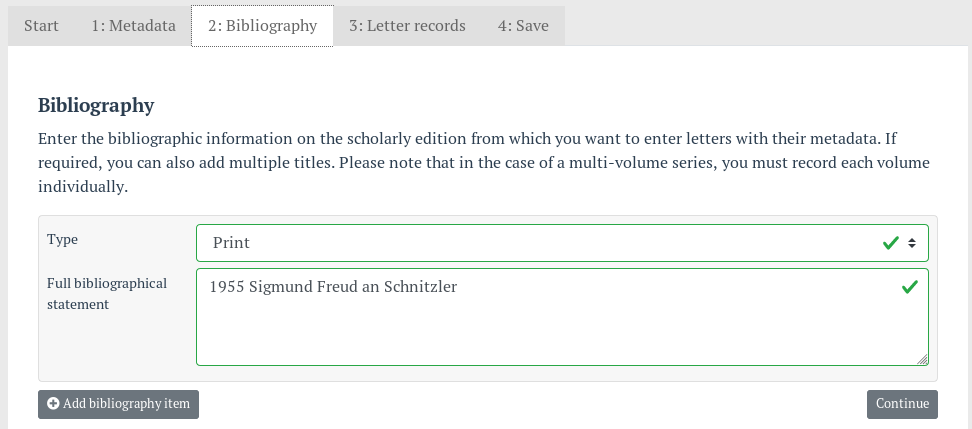 Start 1: Metadata 2: Bibliography 3: Letter records 4: Save
Bibliography
Enter the bibliographic information on the scholarly edition from which you want to enter letters with their metadata. If
required, you can also add multiple titles. Please note that in the case of a multi-volume series, you must record each volume
individually.
Type Print
Full bibliographical
statement
1955 Sigmund Freud an Schnitzler
Add bibliography item Continue